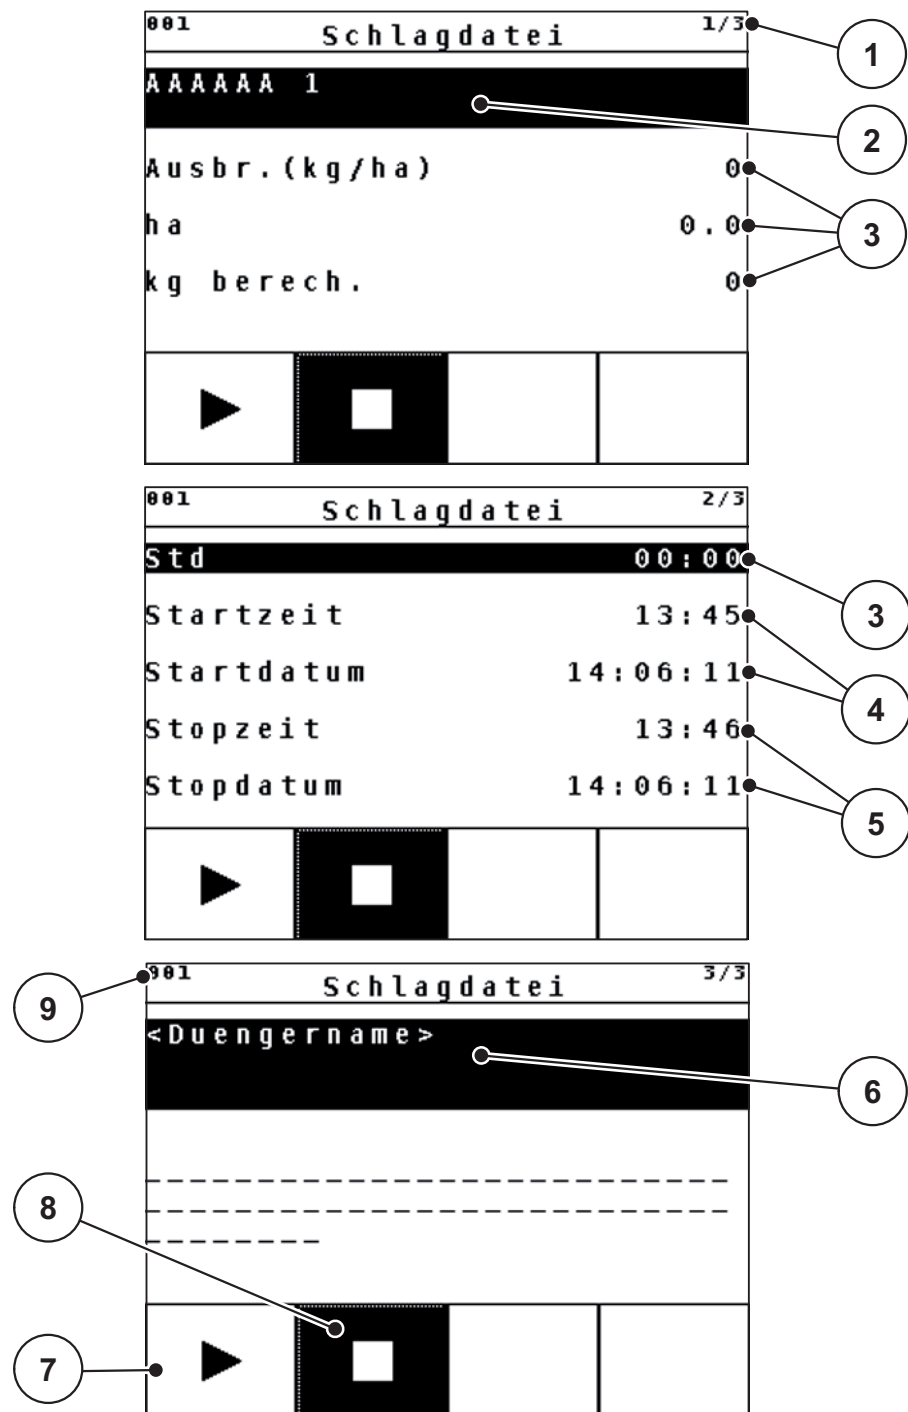 001 Schlagdatei 1/3
1
AAAAAA 1
2
Ausbr.(kg/ha) 0
ha 0.0
3
kg berech. 0
001 Schlagdatei 2/3
Std 00:00
3
Startzeit 13:45
Startdatum 14:06:11
4
Stopzeit 13:46
Stopdatum 14:06:11
5
001 Schlagdatei 3/3
9
<Duengername>
6
8
7